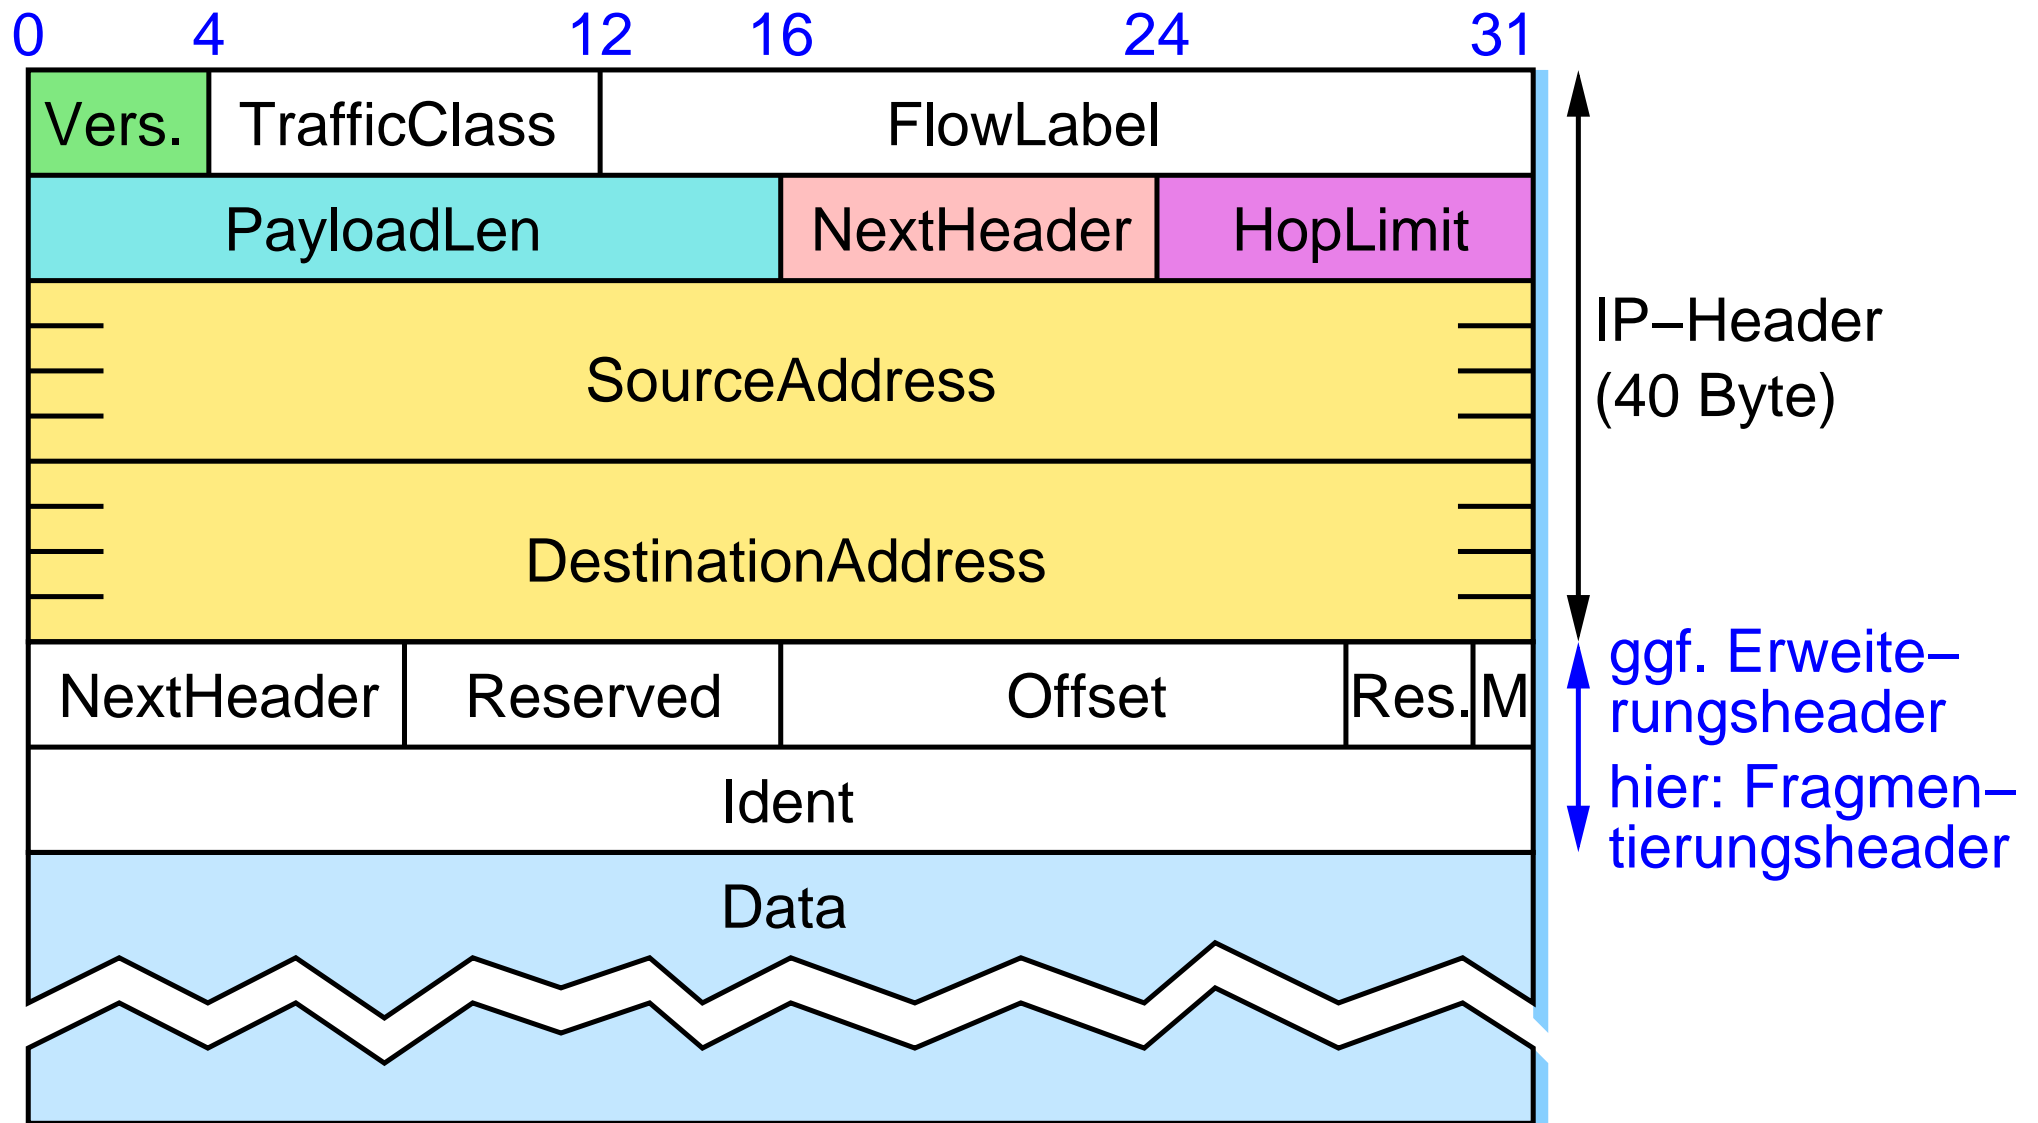 0 4 12 16 24 31
Vers. TrafficClass FlowLabel
PayloadLen NextHeader HopLimit
SourceAddress
DestinationAddress
IP–Header
(40 Byte)
NextHeader Reserved Offset Res. M
Ident
ggf. Erweite–
rungsheader
hier: Fragmen–
tierungsheader
Data